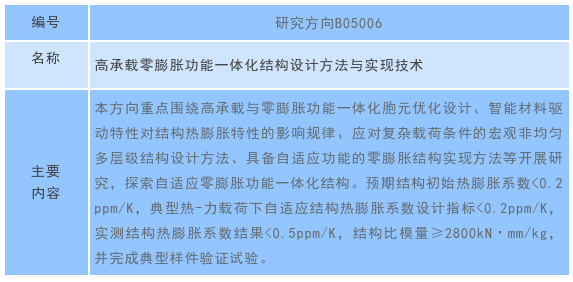 编号
研究方向B05006
名称
高承载零膨胀功能一体化结构设计方法与实现技术
主要
内容
本方向重点围绕高承载与零膨胀功能一体化胞元优化设计、智能材料驱
动特性对结构热膨胀特性的影响规律、应对复杂载荷条件的宏观非均匀
多层级结构设计方法、具备自适应功能的零膨胀结构实现方法等开展研
究，探索自适应零膨胀功能一体化结构。预期结构初始热膨胀系数<0.2
ppm/K，典型热-力载荷下自适应结构热膨胀系数设计指标<0.2ppm/K，
实测结构热膨胀系数结果<0.5ppm/K，结构比模量≥2800kN·mm/kg，
并完成典型样件验证试验。